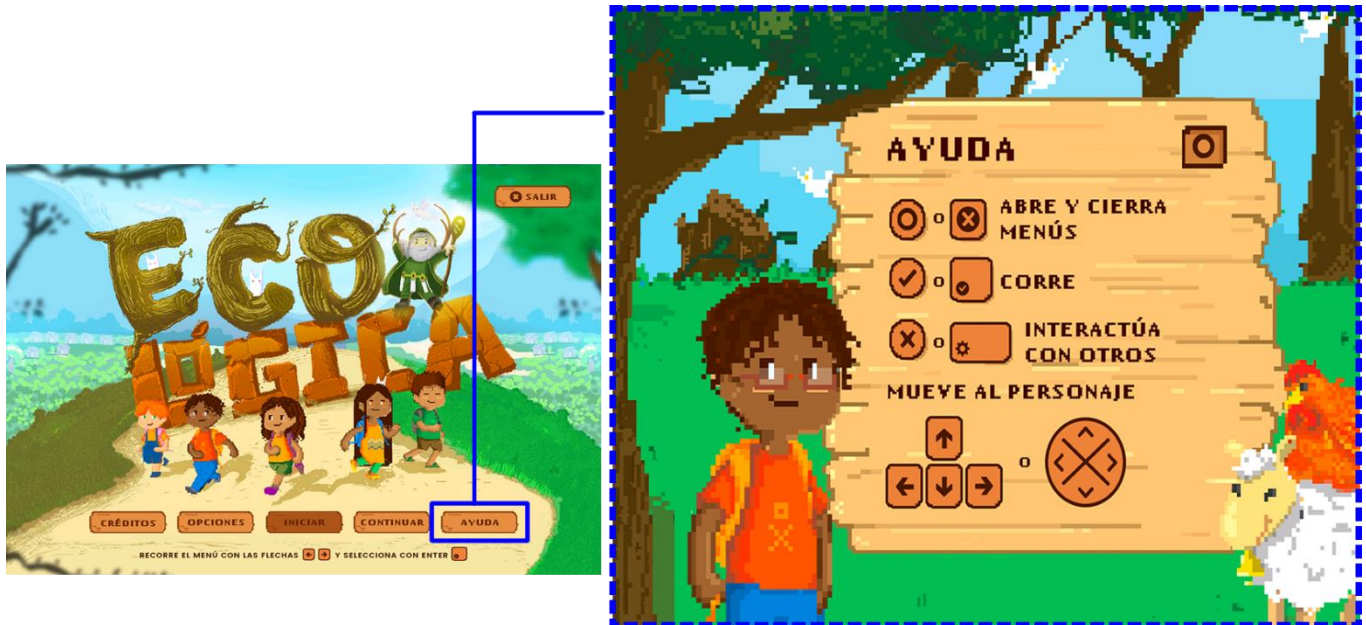 ECO
LÓGICA
SALIR
CRÉDITOS
OPCIONES
INICIAR
CONTINUAR
AYUDA
RECORRE EL MENÚ CON LAS FLECHAS Y SELECCIONA CON ENTER
AYUDA
O ABRE Y CIERRA
MENÚS
O CORRE
O INTERACTÚA
CON OTROS
MUEVE AL PERSONAJE
O